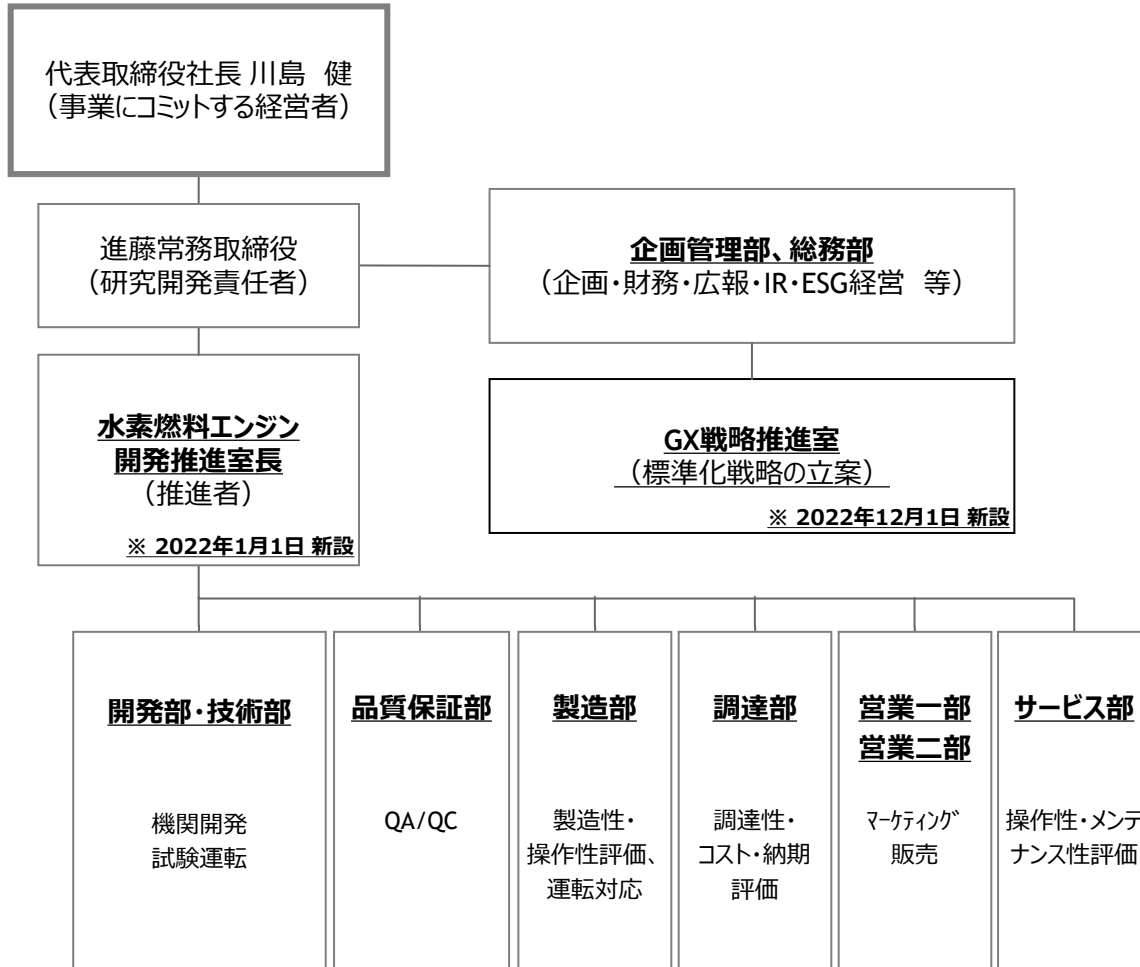 代表取締役社長 川島　健
（事業にコミットする経営者）
進藤常務取締役
（研究開発責任者）
企画管理部、総務部
（企画・財務・広報・IR・ESG経営　等）
水素燃料エンジン
開発推進室長
（推進者）
※ 2022年1月1日 新設
GX戦略推進室
（標準化戦略の立案）
※ 2022年12月1日 新設
開発部・技術部
機関開発
試験運転
品質保証部
QA/QC
製造部
製造性・
操作性評価、
運転対応
調達部
調達性・
コスト・納期
評価
営業一部
営業二部
ﾏｰｹﾃｨﾝｸﾞ
販売
サービス部
操作性・メンテ
ナンス性評価